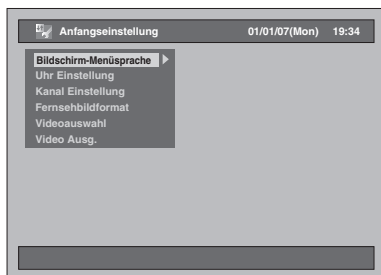 Anfangseinstellung 01/01/07(Mon) 19:34
Bildschirm-Menüsprache
Uhr Einstellung
Kanal Einstellung
Fernsehbildformat
Videoauswahl
Video Ausg.